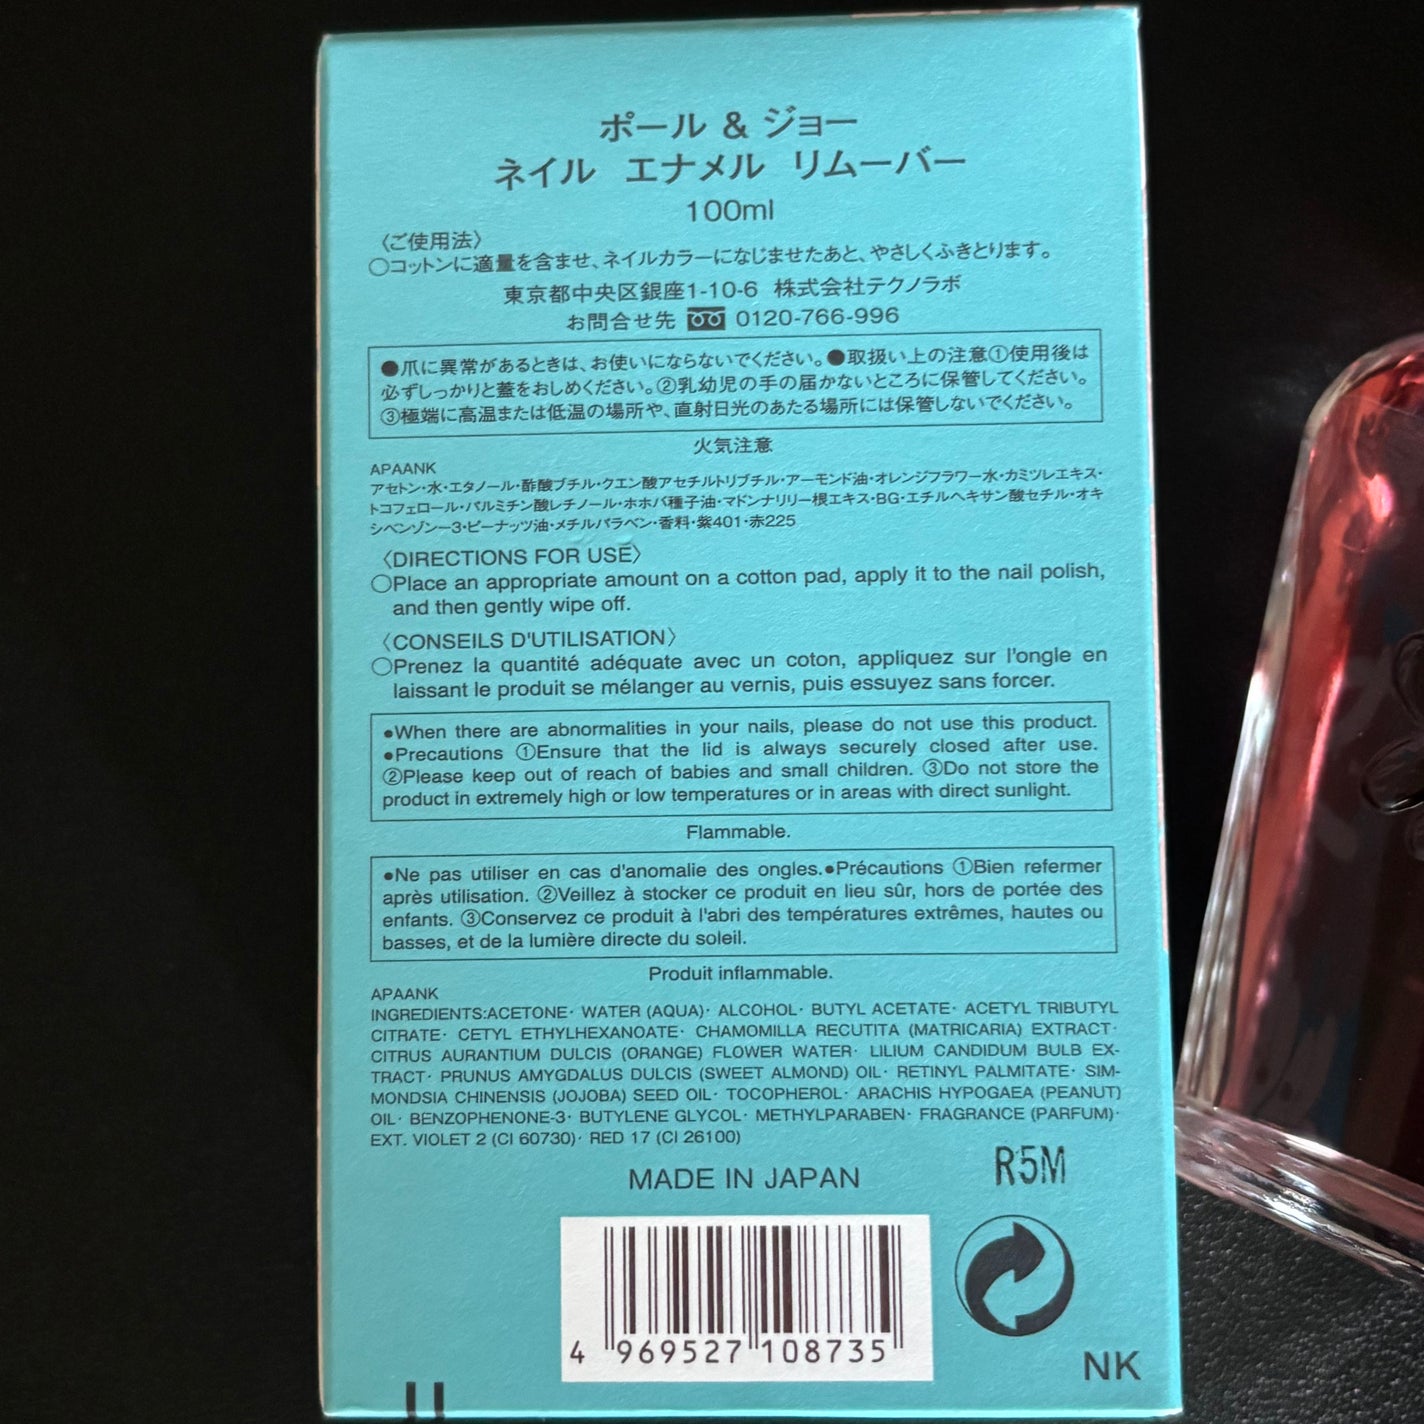 ポール & ジョー
ネイル エナメル リムーバー
100ml
〈ご使用法〉
○コットンに適量を含ませ、ネイルカラーになじませたあと、やさしくふきとります。
東京都中央区銀座1-10-6 株式会社テクノラボ
お問合せ先 0120-766-996
●爪に異常があるときは、お使いにならないでください。●取扱い上の注意①使用後は
必ずしっかりと蓋をおしめください。②乳幼児の手の届かないところに保管してください。
③極端に高温または低温の場所や、直射日光のあたる場所には保管しないでください。
火気注意
APAANK
アセトン・水・エタノール・酢酸ブチル・クエン酸アセチルトリブチル・アーモンド油・オレンジフラワー水・カミツレエキス・
トコフェロール・パルミチン酸レチノール・ホホバ種子油・マドンナリリー根エキス・BG・エチルヘキサン酸セチル・オキ
シベンゾン-3・ピーナッツ油・メチルパラベン・香料・紫401・赤225
〈DIRECTIONS FOR USE〉
○Place an appropriate amount on a cotton pad, apply it to the nail polish,
and then gently wipe off.
〈CONSEILS D'UTILISATION〉
○Prenez la quantité adéquate avec un coton, appliquez sur l'ongle en
laissant le produit se mélanger au vernis, puis essuyez sans forcer.
●When there are abnormalities in your nails, please do not use this product.
●Precautions ①Ensure that the lid is always securely closed after use.
②Please keep out of reach of babies and small children. ③Do not store the
product in extremely high or low temperatures or in areas with direct sunlight.
Flammable.
●Ne pas utiliser en cas d'anomalie des ongles.●Précautions ①Bien refermer
après utilisation. ②Veillez à stocker ce produit en lieu sûr, hors de portée des
enfants. ③Conservez ce produit à l'abri des températures extrêmes, hautes ou
basses, et de la lumière directe du soleil.
Produit inflammable.
APAANK
INGREDIENTS:ACETONE· WATER (AQUA)· ALCOHOL· BUTYL ACETATE· ACETYL TRIBUTYL
CITRATE· CETYL ETHYLHEXANOATE· CHAMOMILLA RECUTITA (MATRICARIA) EXTRACT·
CITRUS AURANTIUM DULCIS (ORANGE) FLOWER WATER· LILIUM CANDIDUM BULB EX-
TRACT· PRUNUS AMYGDALUS DULCIS (SWEET ALMOND) OIL· RETINYL PALMITATE· SIM-
MONDSIA CHINENSIS (JOJOBA) SEED OIL· TOCOPHEROL· ARACHIS HYPOGAEA (PEANUT)
OIL· BENZOPHENONE-3· BUTYLENE GLYCOL· METHYLPARABEN· FRAGRANCE (PARFUM)·
EXT. VIOLET 2 (CI 60730)· RED 17 (CI 26100)
MADE IN JAPAN
R5M
4 969527 108735
NK